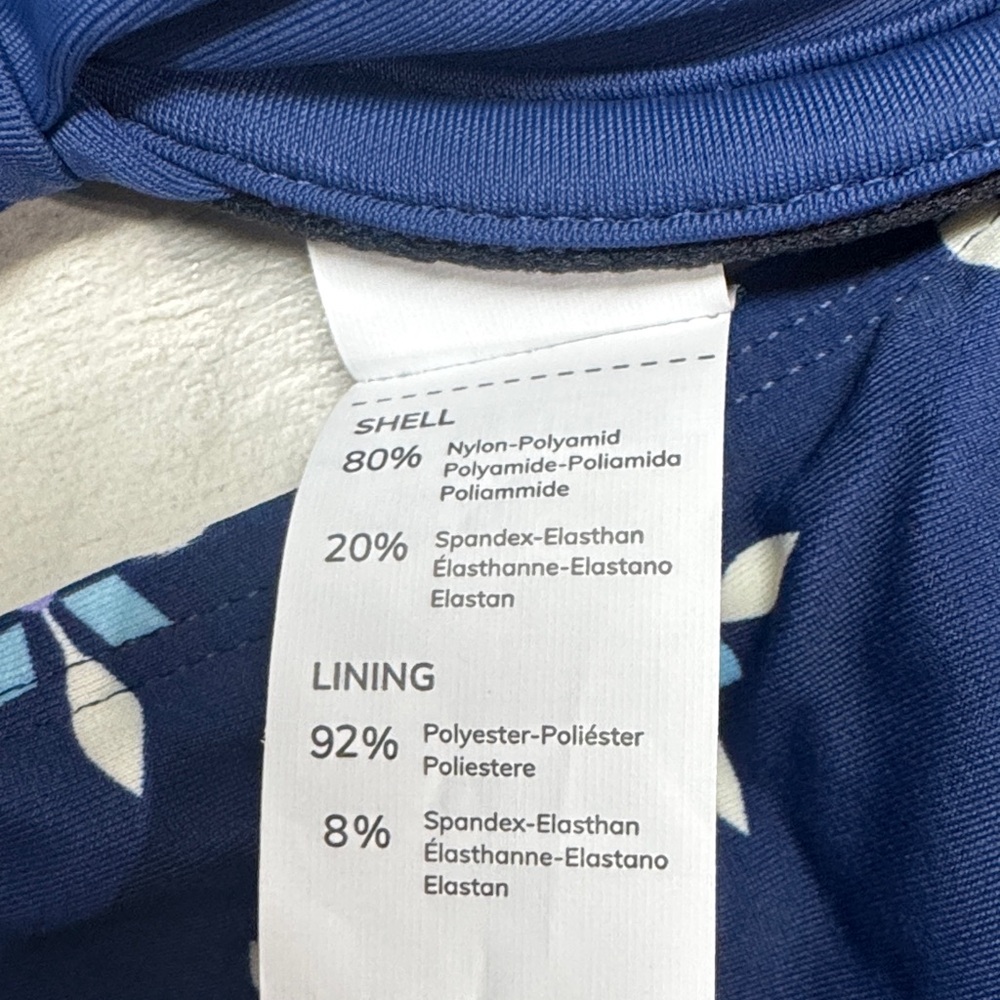 SHELL
80% Nylon-Polyamid
Polyamide-Poliamida
Poliammide
20% Spandex-Elasthan
Élasthanne-Elastano
Elastan
LINING
92% Polyester-Poliéster
Poliestere
8% Spandex-Elasthan
Élasthanne-Elastano
Elastan